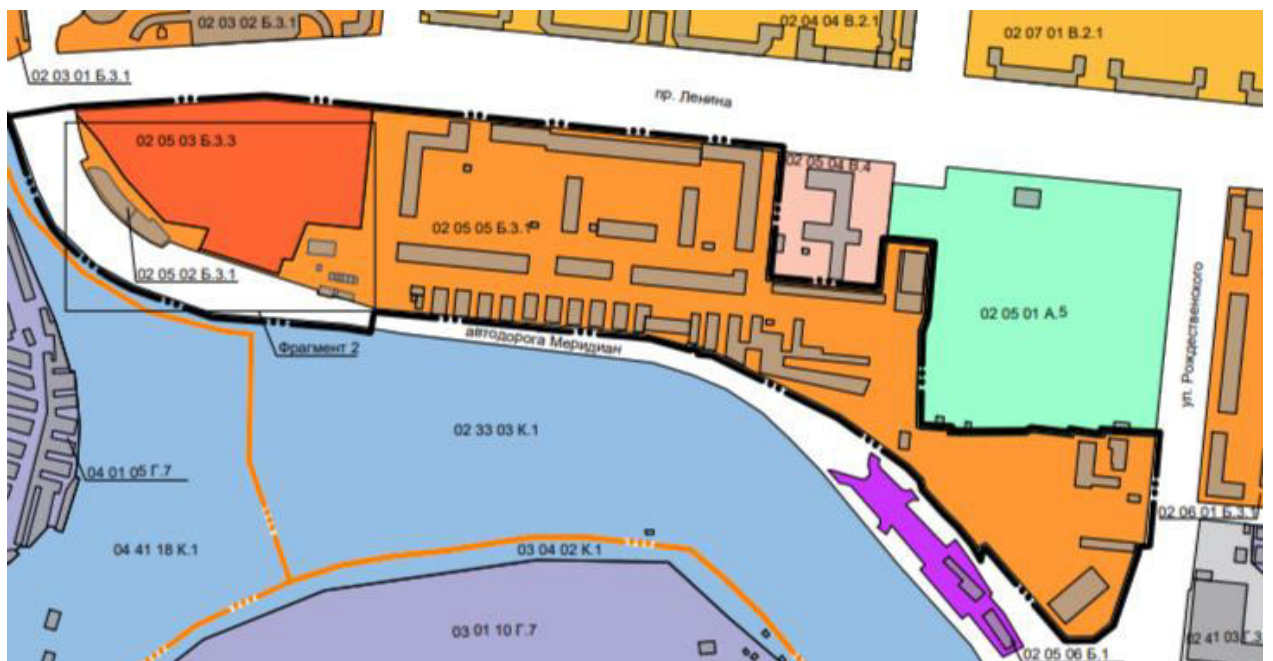 02 03 02 Б.3.1
02 04 04 В.2.1
02 07 01 В.2.1
02 03 01 Б.3.1
пр. Ленина
02 05 03 Б.3.3
02 05 04 В.4
02 05 05 Б.3.1
02 05 02 Б.3.1
02 05 01 А.5
ул. Рождественского
автодорога Меридиан
Фрагмент 2
02 33 03 К.1
04 01 05 Г.7
02 06 01 Б.3.1
04 41 18 К.1
03 04 02 К.1
03 01 10 Г.7
02 41 03 Г.3
02 05 06 Б.1